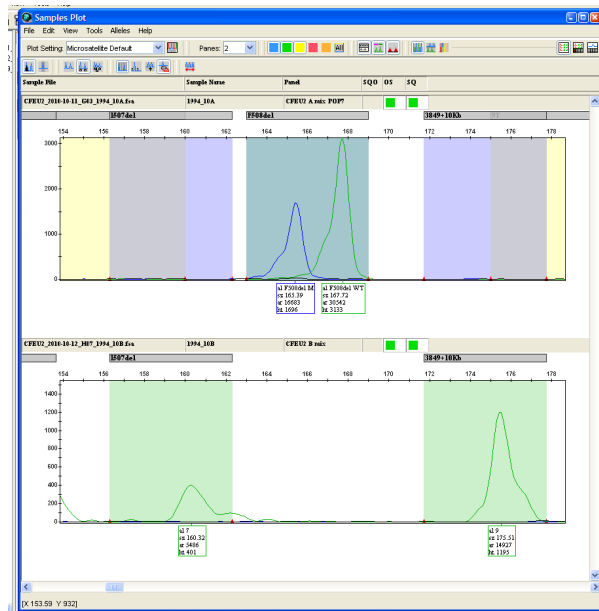 Samples Plot
File Edit View Tools Alleles Help
Plot Setting: Microsatellite Default Panes: 2 All
Sample File Sample Name Panel SQO OS SQ
CFEU2_2010-10-11_G03_1994_10A.fsa 1994_10A CFEU2 A mix POP7
I507del F508del 3849+10Kb WT
154 156 158 160 162 164 166 168 170 172 174 176 178
3000
2000
1000
0
al F508del M
sz 165.39
ar 16683
ht 1696
al F508del WT
sz 167.72
ar 30542
ht 3133
CFEU2_2010-10-12_H07_1994_10B.fsa 1994_10B CFEU2 B mix
I507del 3849+10Kb
154 156 158 160 162 164 166 168 170 172 174 176 178
1400
1200
1000
800
600
400
200
0
al 7
sz 160.32
ar 5486
ht 401
al 9
sz 175.51
ar 14927
ht 1195
[X 153.59 Y 932]